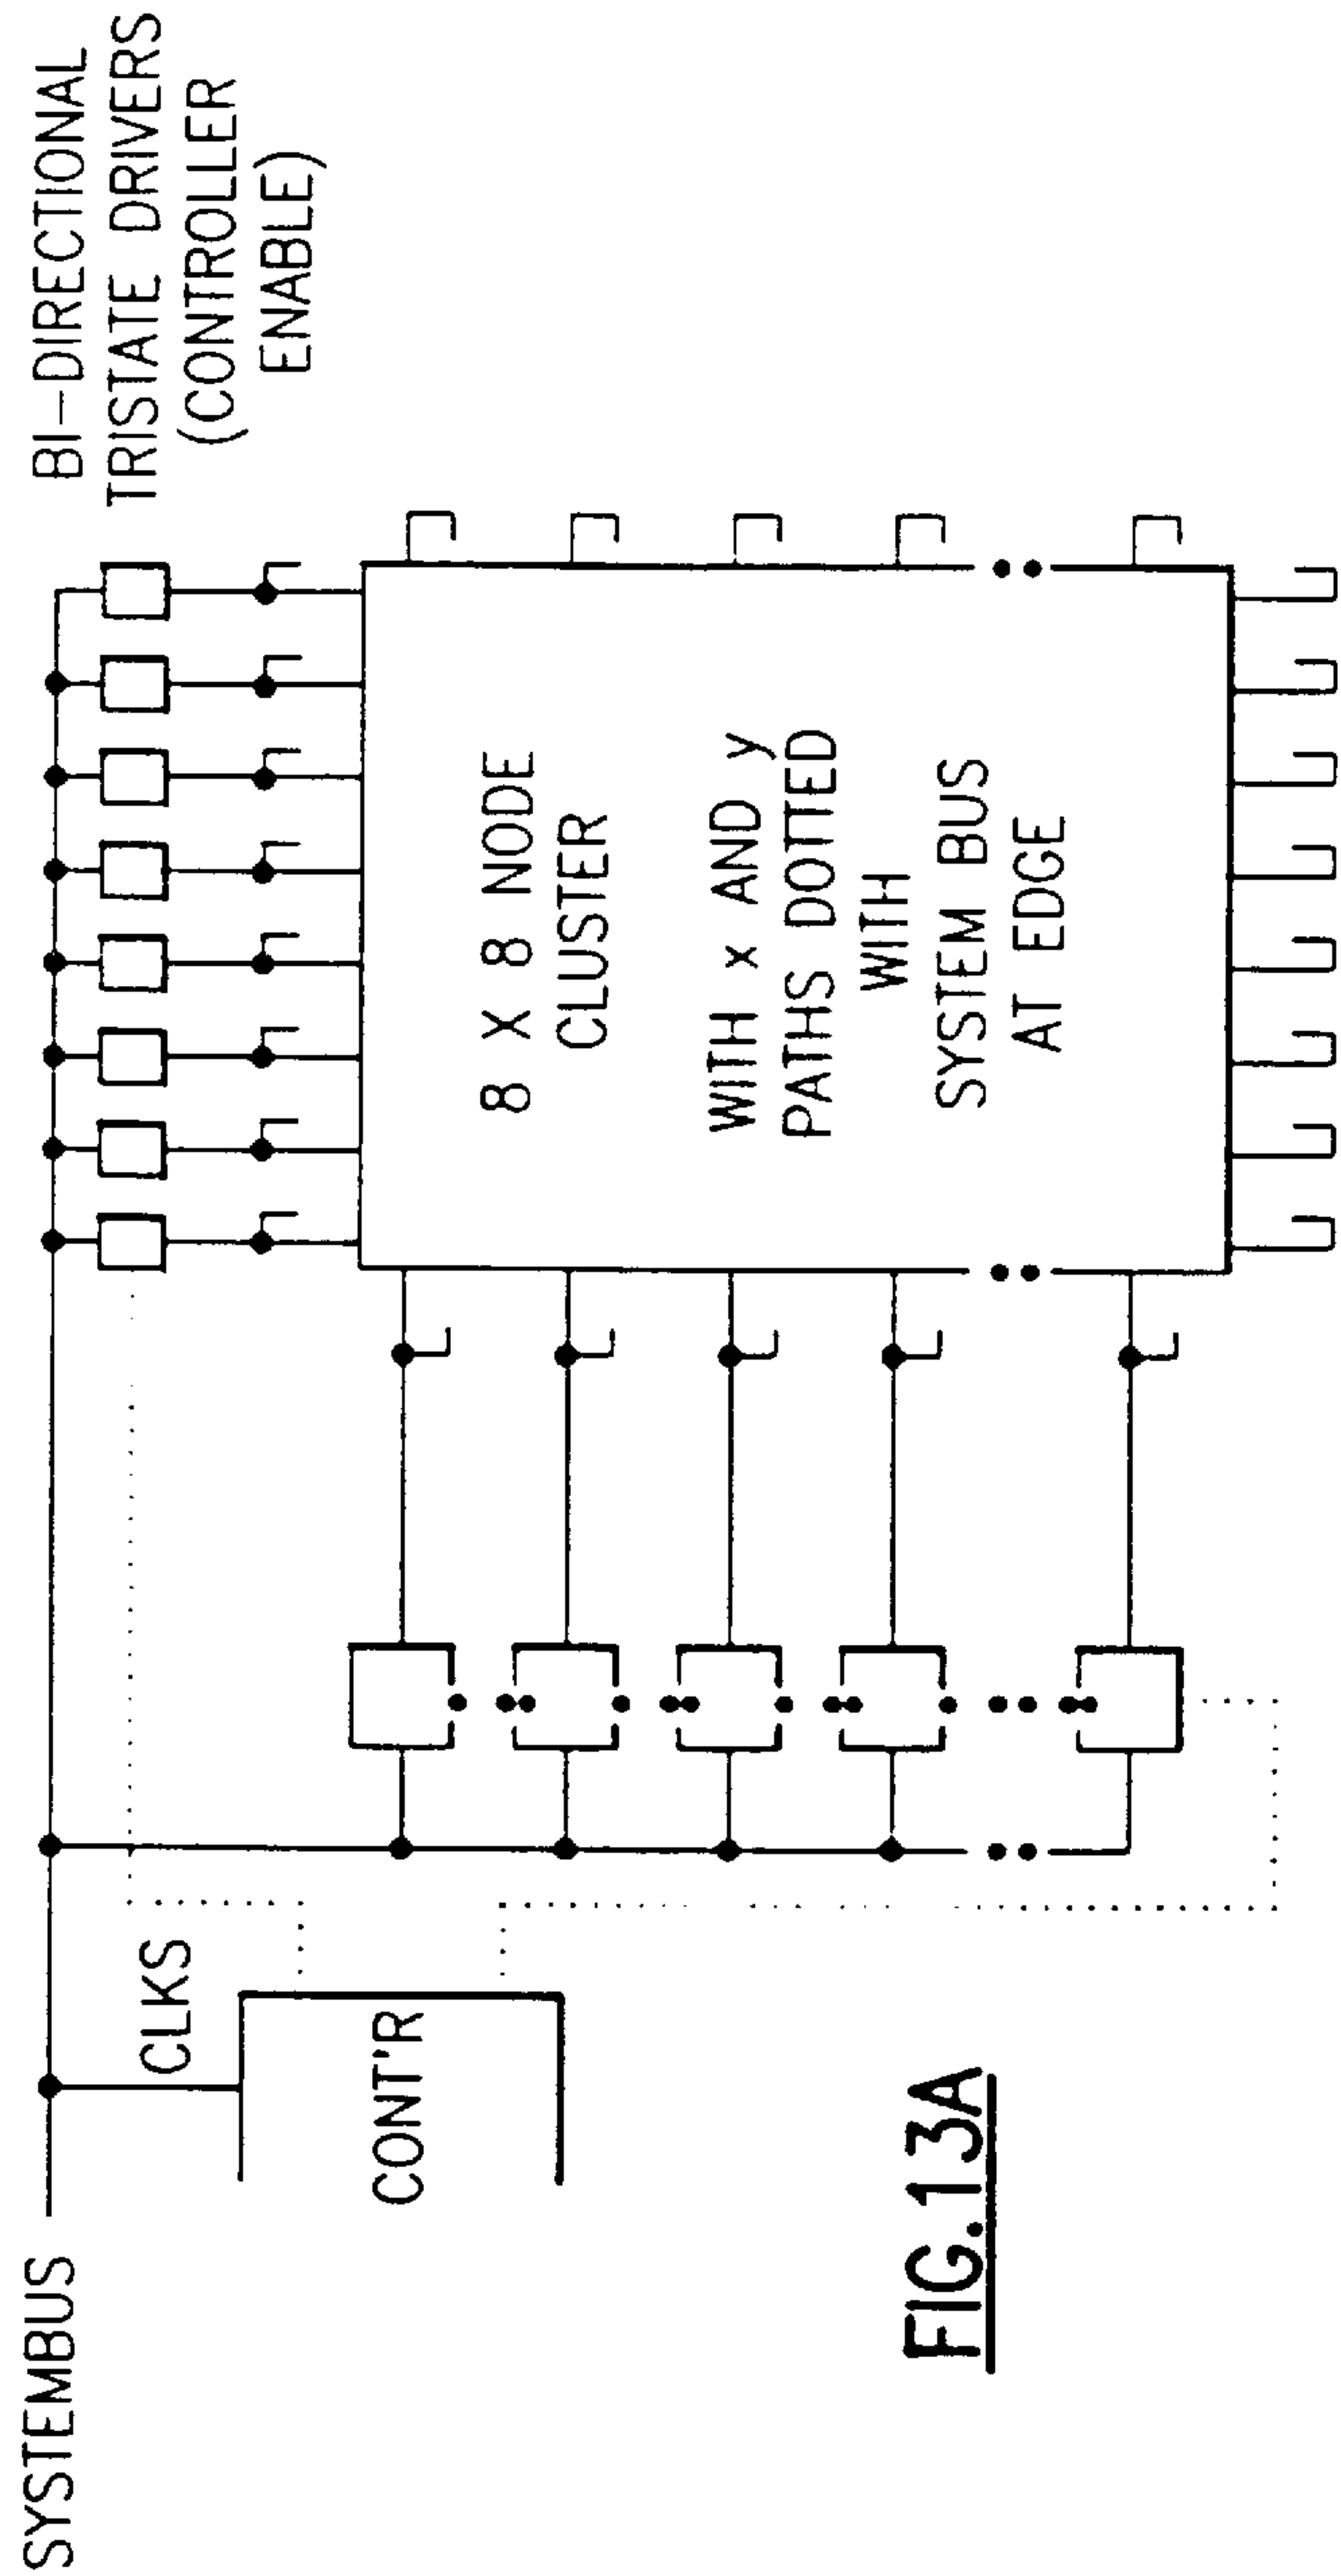 BI-DIRECTIONAL
TRISTATE DRIVERS
(CONTROLLER
ENABLE)
SYSTEMBUS
CLKS
CONT'R
8 X 8 NODE
CLUSTER
WITH x AND y
PATHS DOTTED
WITH
SYSTEM BUS
AT EDGE
FIG.13A